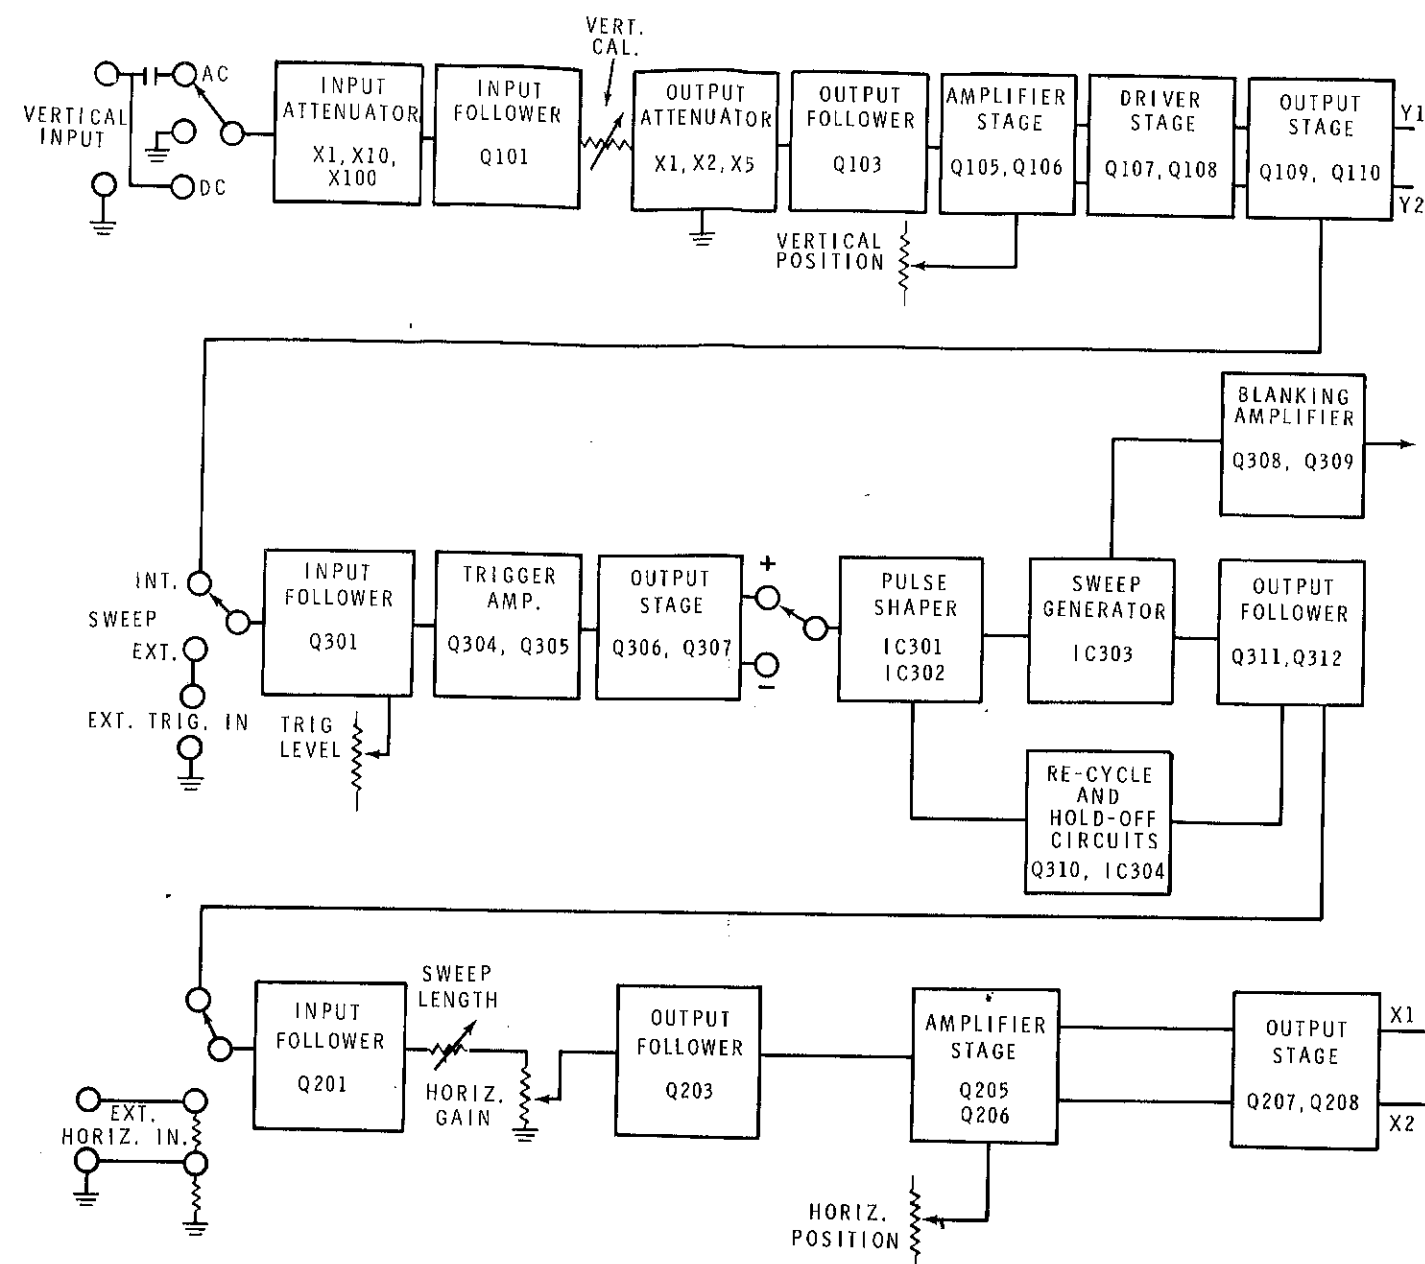 VERT.
CAL.
AC
VERTICAL
INPUT
DC
INPUT
ATTENUATOR
X1, X10,
X100
INPUT
FOLLOWER
Q101
OUTPUT
ATTENUATOR
X1, X2, X5
OUTPUT
FOLLOWER
Q103
AMPLIFIER
STAGE
Q105, Q106
DRIVER
STAGE
Q107, Q108
OUTPUT
STAGE
Q109, Q110
Y1
Y2
VERTICAL
POSITION
BLANKING
AMPLIFIER
Q308, Q309
INT.
SWEEP
EXT.
EXT. TRIG. IN
INPUT
FOLLOWER
Q301
TRIG
LEVEL
TRIGGER
AMP.
Q304, Q305
OUTPUT
STAGE
Q306, Q307
+
-
PULSE
SHAPER
IC301
IC302
SWEEP
GENERATOR
IC303
OUTPUT
FOLLOWER
Q311, Q312
RE-CYCLE
AND
HOLD-OFF
CIRCUITS
Q310, IC304
EXT.
HORIZ. IN.
INPUT
FOLLOWER
Q201
SWEEP
LENGTH
HORIZ.
GAIN
OUTPUT
FOLLOWER
Q203
AMPLIFIER
STAGE
Q205
Q206
HORIZ.
POSITION
OUTPUT
STAGE
Q207, Q208
X1
X2